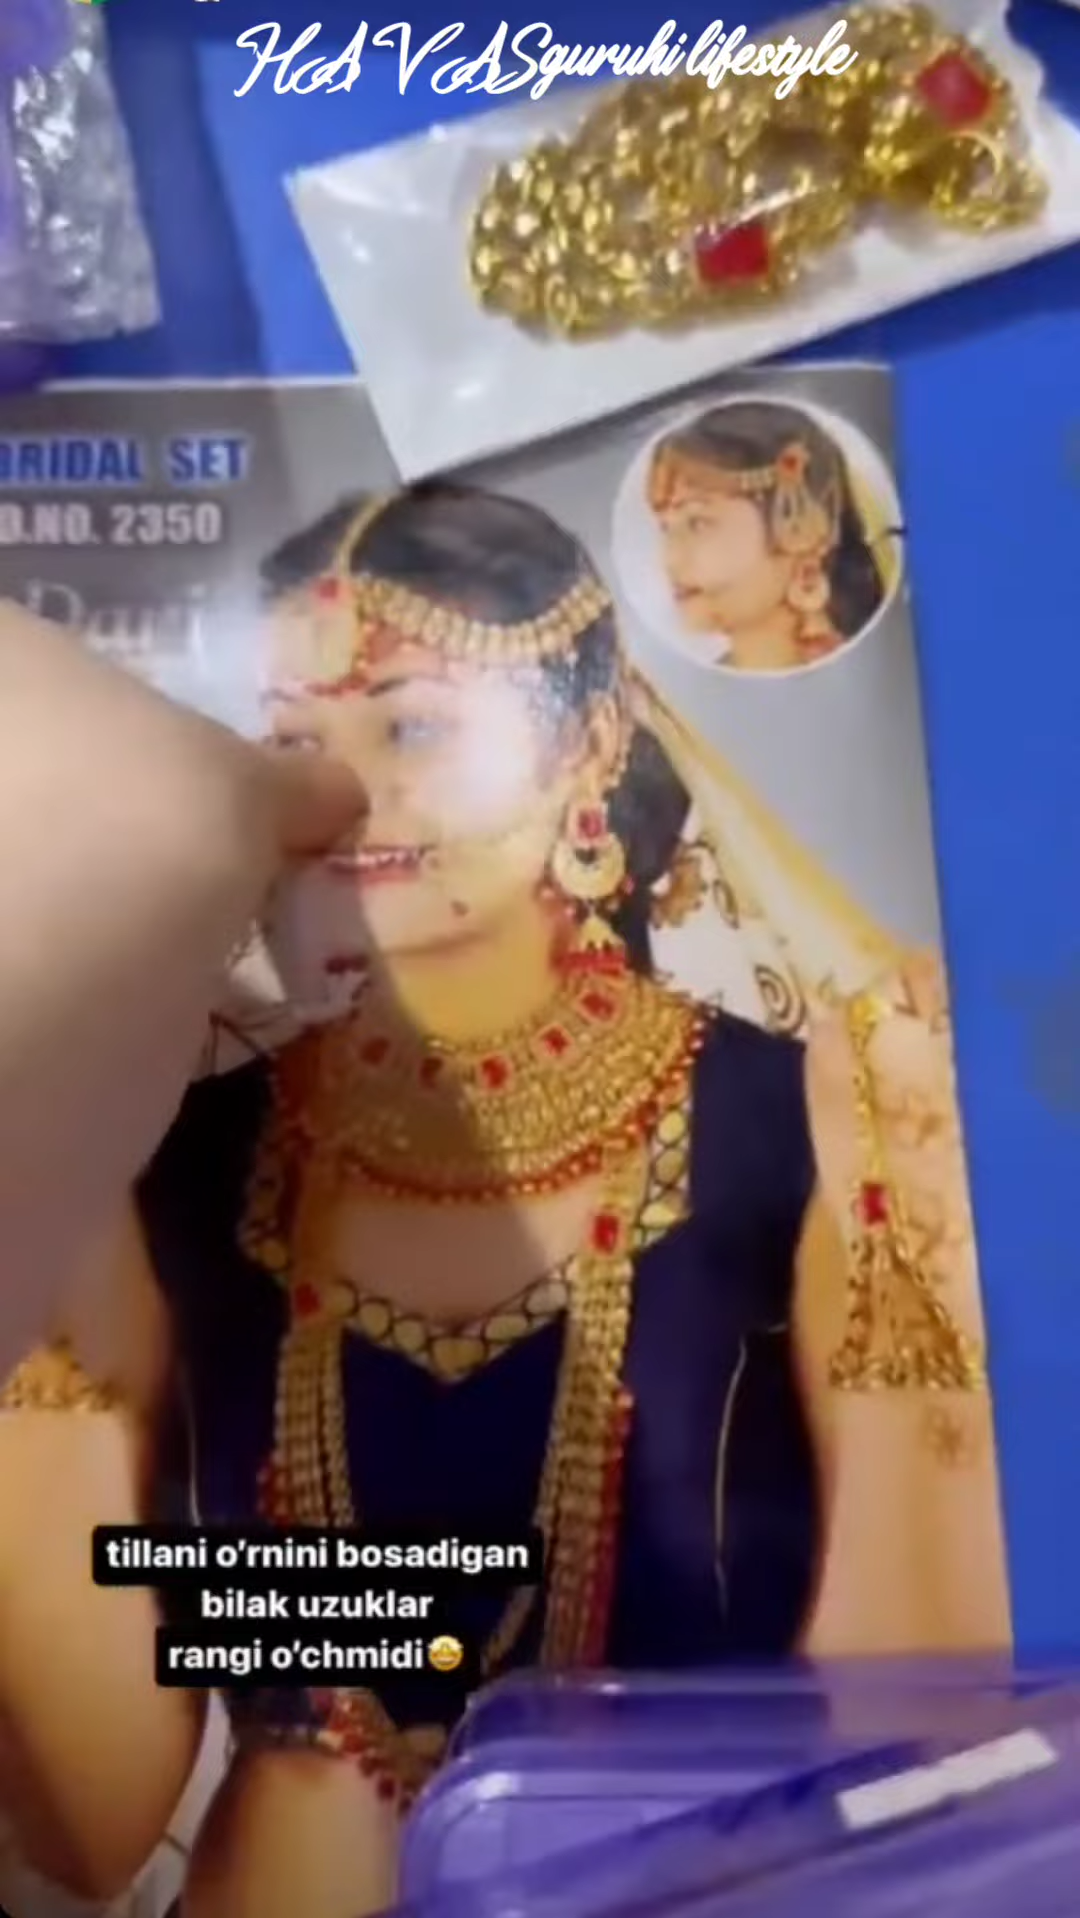 HAVASguruhi lifestyle
BRIDAL SET
D.NO. 2350
tillani o'rnini bosadigan
bilak uzuklar
rangi o'chmidi🤩